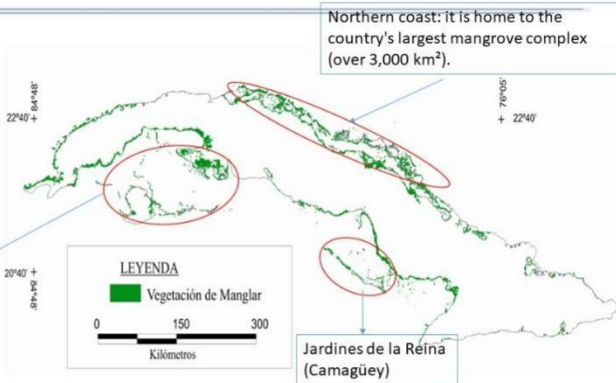 Northern coast: it is home to the
country's largest mangrove complex
(over 3,000 km²).
84°48'
76°05'
22°40'
22°40'
20°40'
84°48'
LEYENDA
Vegetación de Manglar
0 150 300
Kilómetros
Jardines de la Reina
(Camagüey)